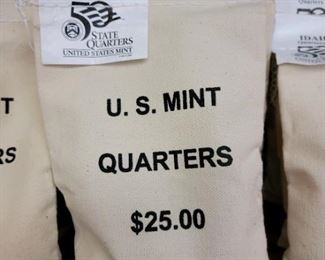 50
STATE
QUARTERS
UNITED STATES MINT
U. S. MINT
QUARTERS
$25.00
T
RS
IDAH